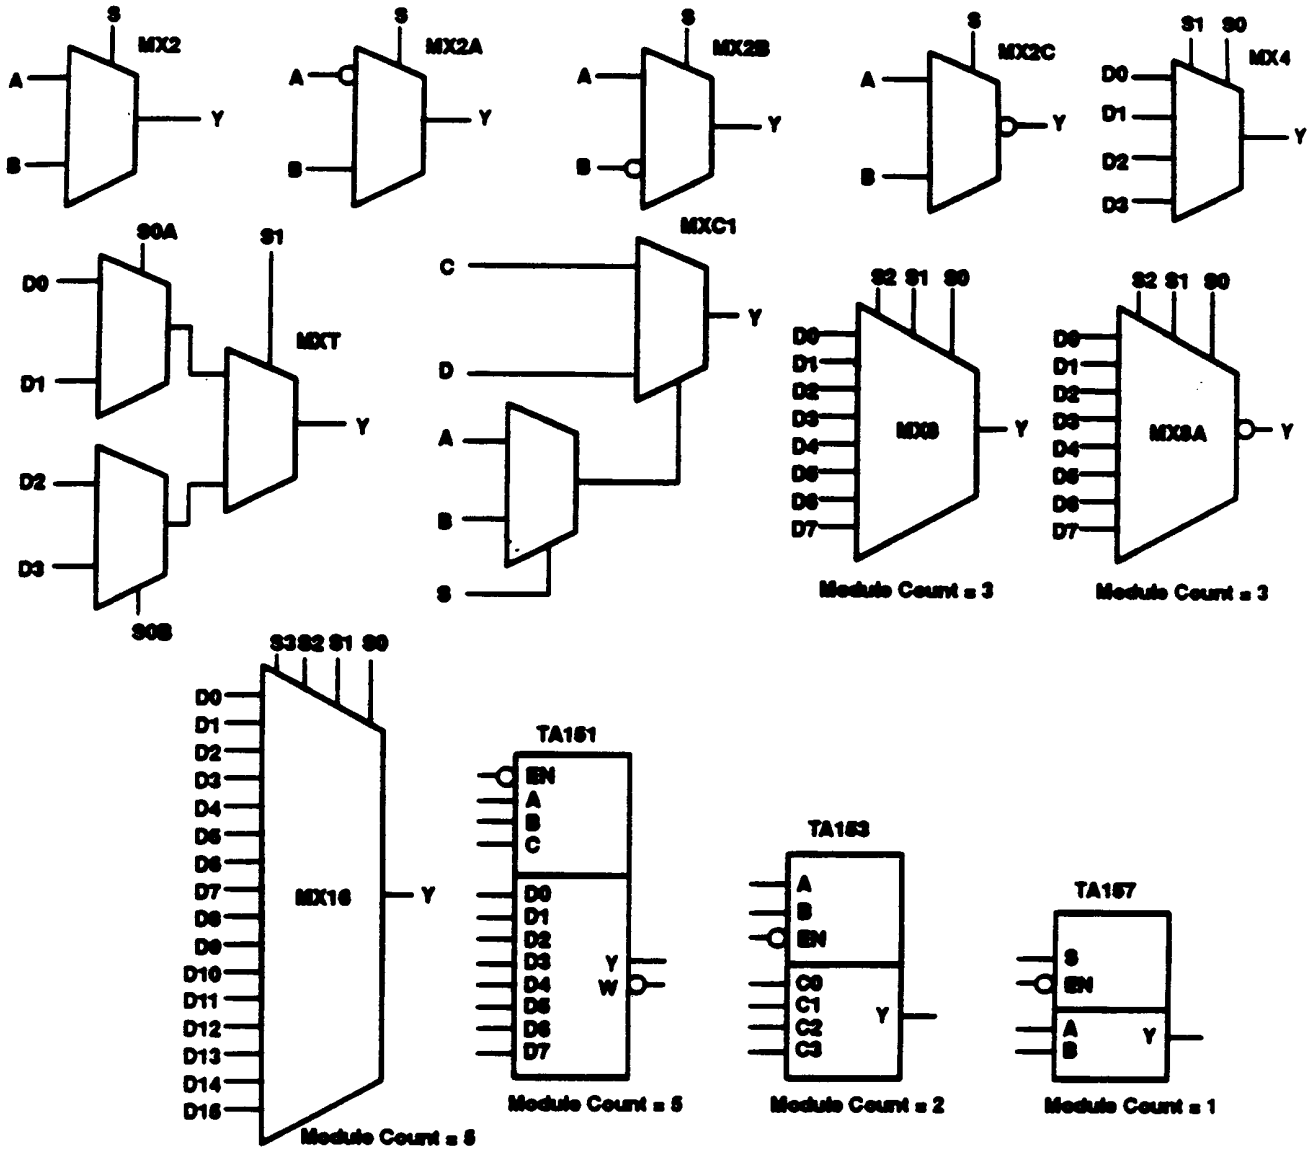 S
MX2
A
B
Y
S
MX2A
A
B
Y
S
MX2B
A
B
Y
S
MX2C
A
B
Y
S1 S0
MX4
D0
D1
D2
D3
Y
S0A
S1
D0
D1
MXT
Y
D2
D3
S0B
MXC1
C
D
Y
A
B
S
S2 S1 S0
D0
D1
D2
D3
D4
D5
D6
D7
MX8
Y
Module Count = 3
S2 S1 S0
D0
D1
D2
D3
D4
D5
D6
D7
MX8A
Y
Module Count = 3
S3 S2 S1 S0
D0
D1
D2
D3
D4
D5
D6
D7
D8
D9
D10
D11
D12
D13
D14
D15
MX16
Y
Module Count = 5
TA151
EN
A
B
C
D0
D1
D2
D3
D4
D5
D6
D7
Y
W
Module Count = 5
TA153
A
B
EN
C0
C1
C2
C3
Y
Module Count = 2
TA157
S
EN
A
B
Y
Module Count = 1